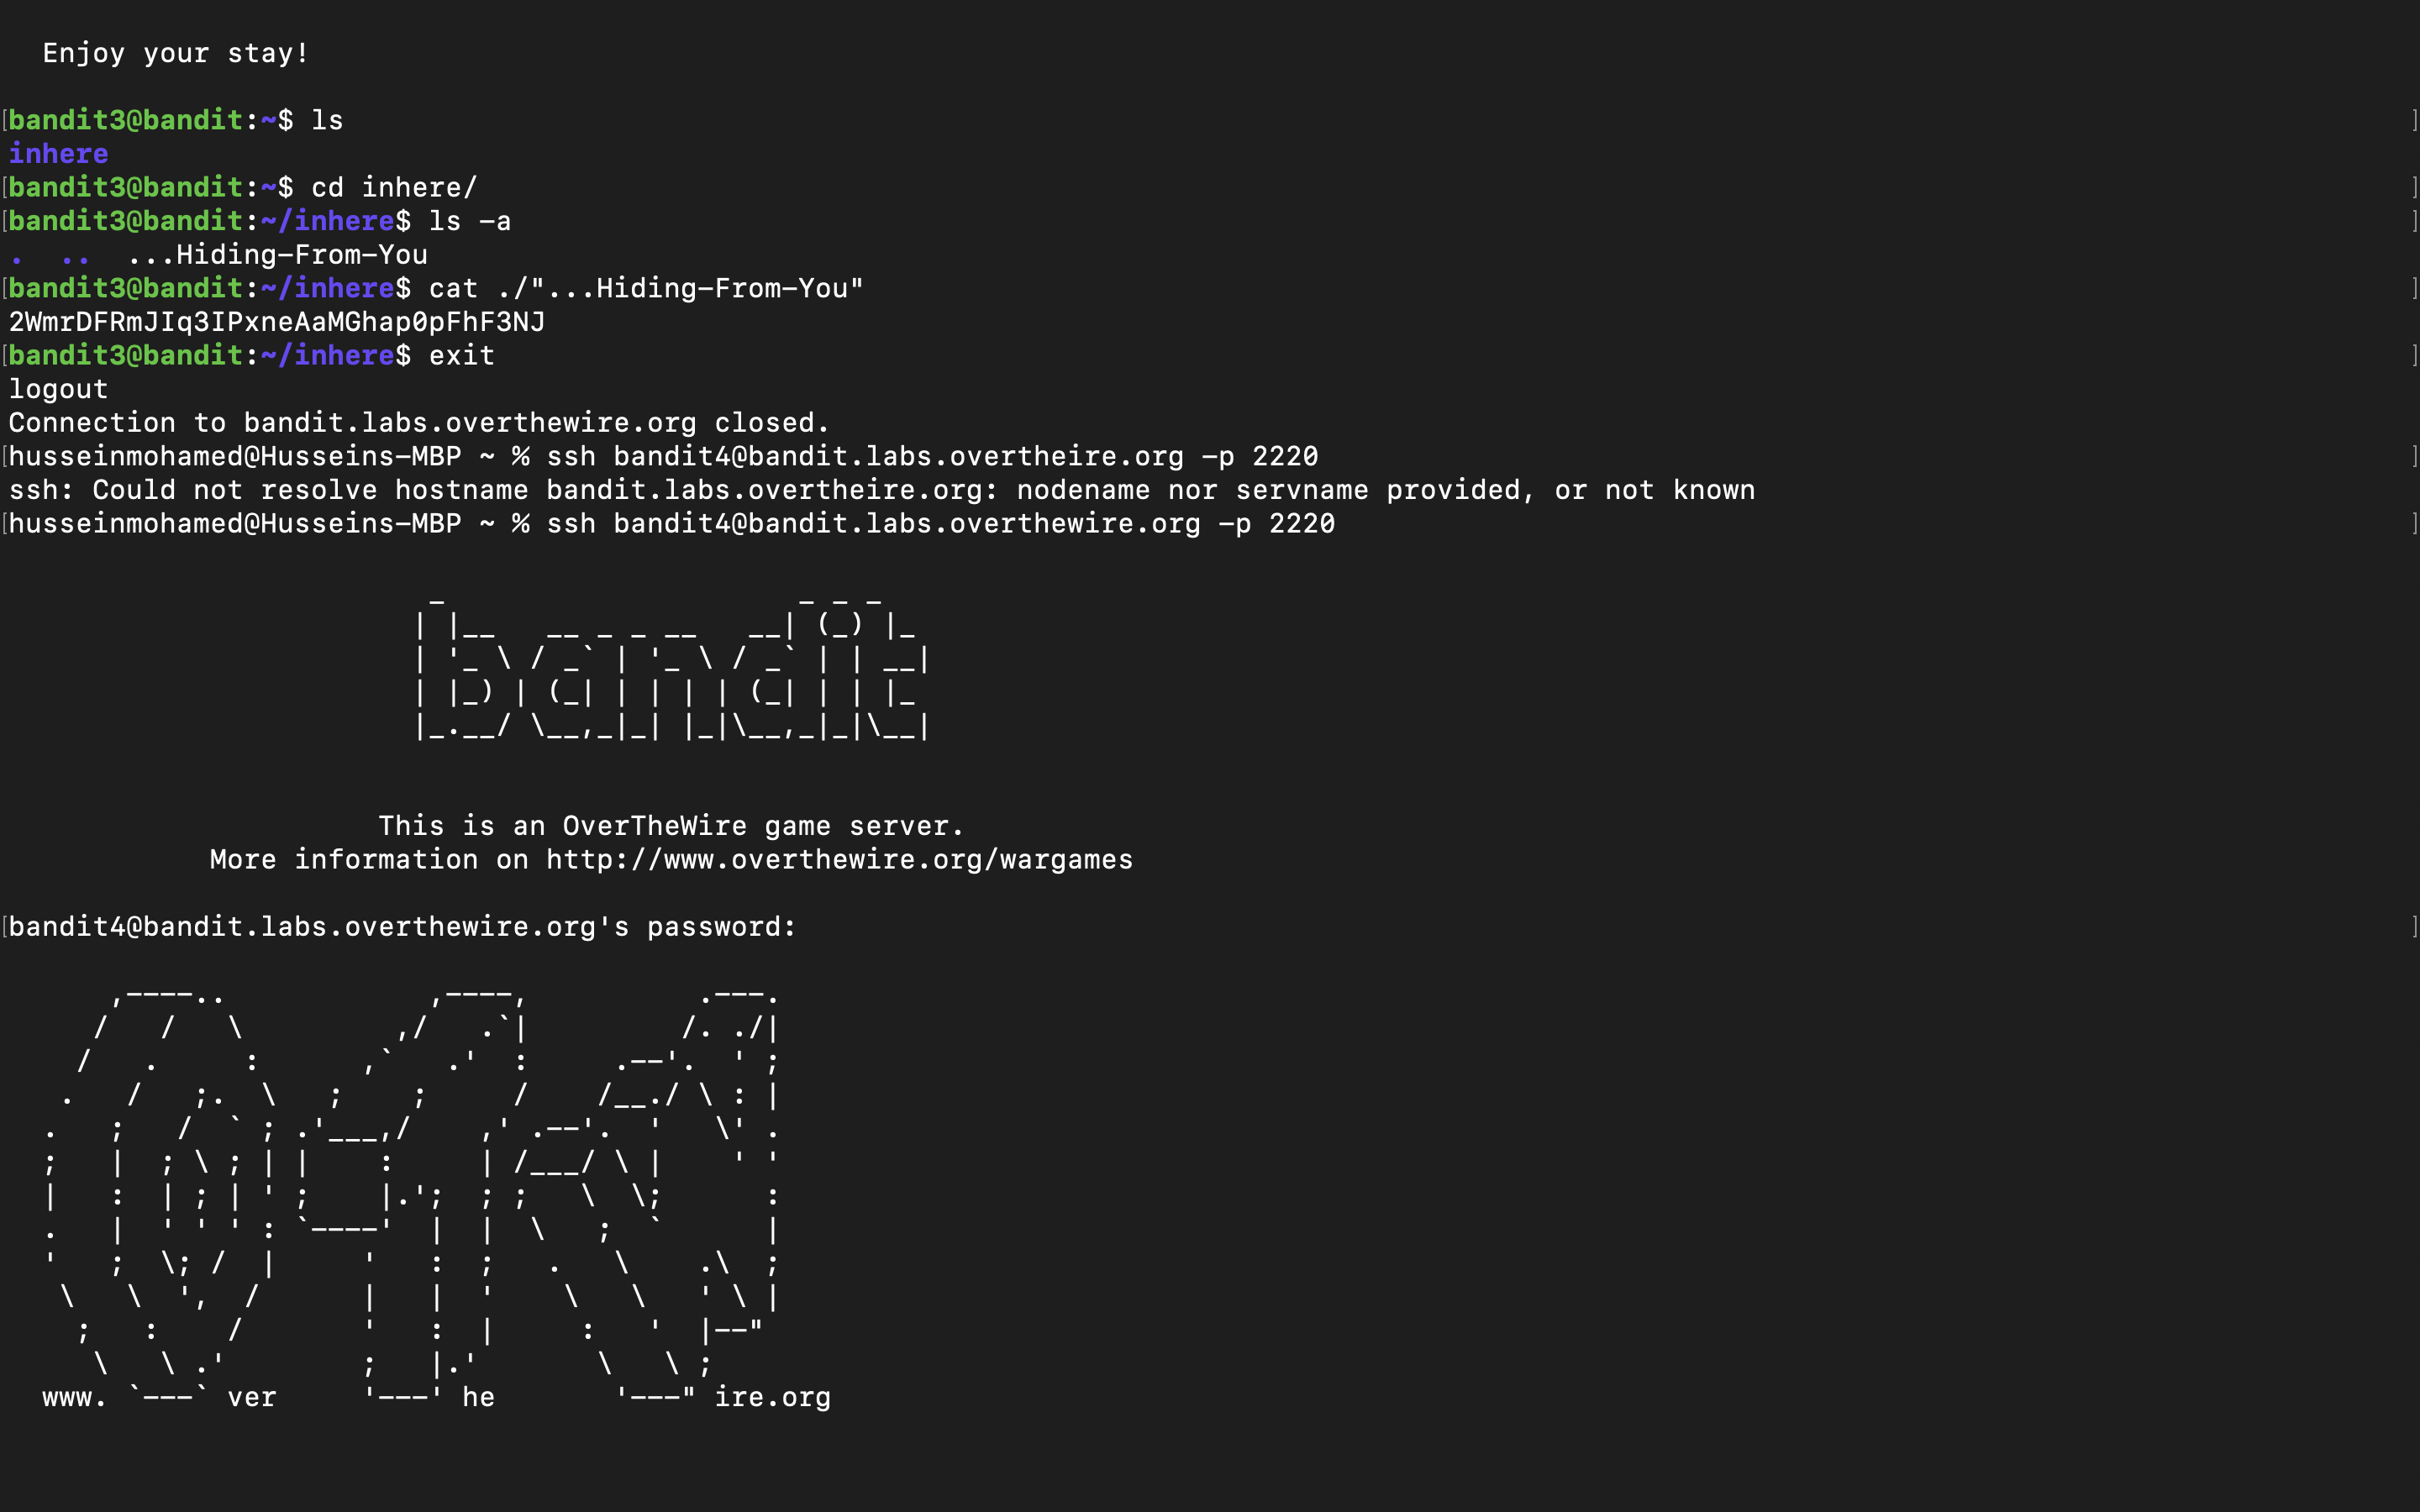 Enjoy your stay!
[bandit3@bandit:~$ ls ]
inhere
[bandit3@bandit:~$ cd inhere/ ]
[bandit3@bandit:~/inhere$ ls -a ]
.  ..  ...Hiding-From-You
[bandit3@bandit:~/inhere$ cat ./"...Hiding-From-You" ]
2WmrDFRmJIq3IPxneAaMGhap0pFhF3NJ
[bandit3@bandit:~/inhere$ exit ]
logout
Connection to bandit.labs.overthewire.org closed.
[husseinmohamed@Husseins-MBP ~ % ssh bandit4@bandit.labs.overtheire.org -p 2220 ]
ssh: Could not resolve hostname bandit.labs.overtheire.org: nodename nor servname provided, or not known
[husseinmohamed@Husseins-MBP ~ % ssh bandit4@bandit.labs.overthewire.org -p 2220 ]
bandit
This is an OverTheWire game server.
More information on http://www.overthewire.org/wargames
[bandit4@bandit.labs.overthewire.org's password: ]
www. `---` ver     '---' he       '---" ire.org